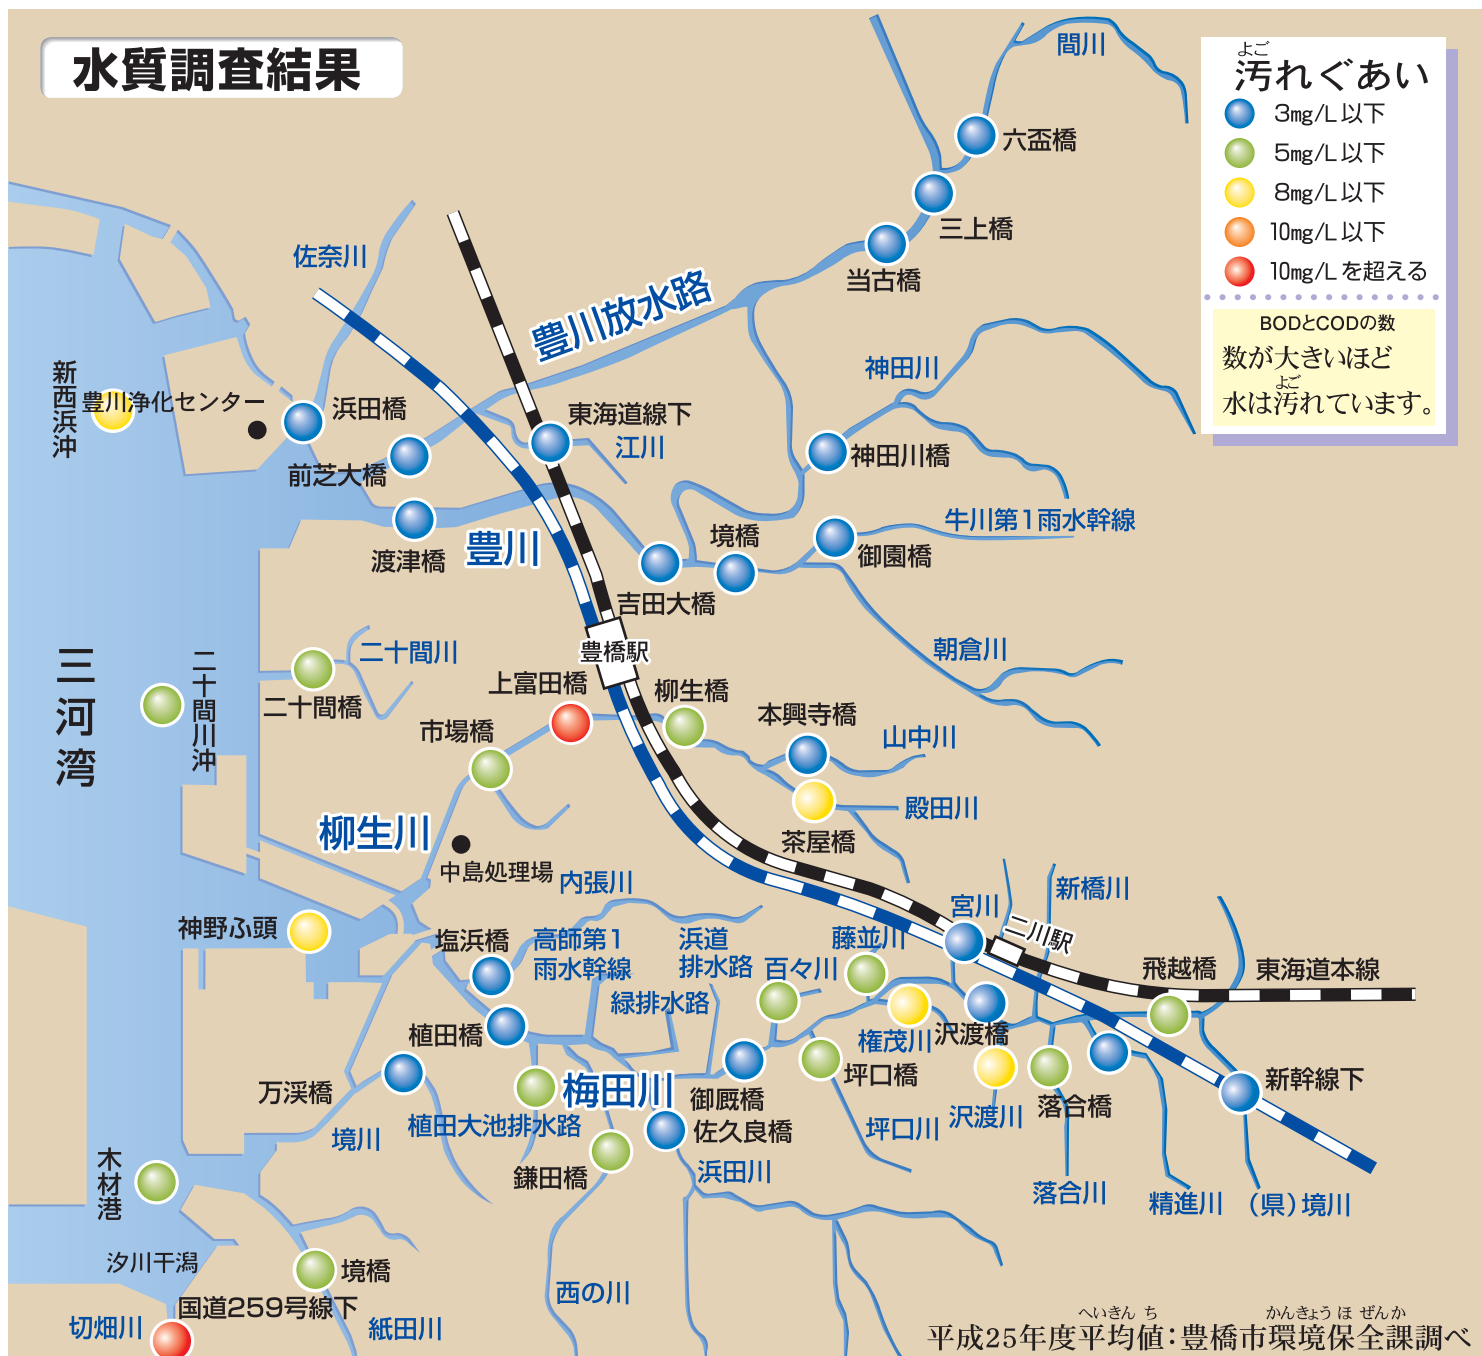 水質調査結果
よご
汚れぐあい
3㎎/L以下
5㎎/L以下
8㎎/L以下
10㎎/L以下
10㎎/Lを超える
BODとCODの数
数が大きいほど
よご
水は汚れています。
間川
六盃橋
三上橋
当古橋
佐奈川
豊川放水路
神田川
新西浜沖
豊川浄化センター
浜田橋
東海道線下
江川
前芝大橋
神田川橋
渡津橋
豊川
境橋
牛川第1雨水幹線
御園橋
吉田大橋
三河湾
二十間川沖
二十間川
二十間橋
豊橋駅
朝倉川
上富田橋
柳生橋
市場橋
本興寺橋
山中川
殿田川
茶屋橋
柳生川
中島処理場
内張川
新橋川
宮川
二川駅
神野ふ頭
塩浜橋
高師第1
雨水幹線
浜道
排水路
百々川
藤並川
飛越橋
東海道本線
緑排水路
植田橋
権茂川
沢渡橋
坪口橋
万渓橋
梅田川
御厩橋
落合橋
新幹線下
境川
植田大池排水路
佐久良橋
坪口川
沢渡川
鎌田橋
浜田川
落合川
精進川
（県）境川
木材港
汐川干潟
境橋
国道259号線下
西の川
切畑川
紙田川
へいきん ち
かんきょう ほ ぜんか
平成25年度平均値：豊橋市環境保全課調べ